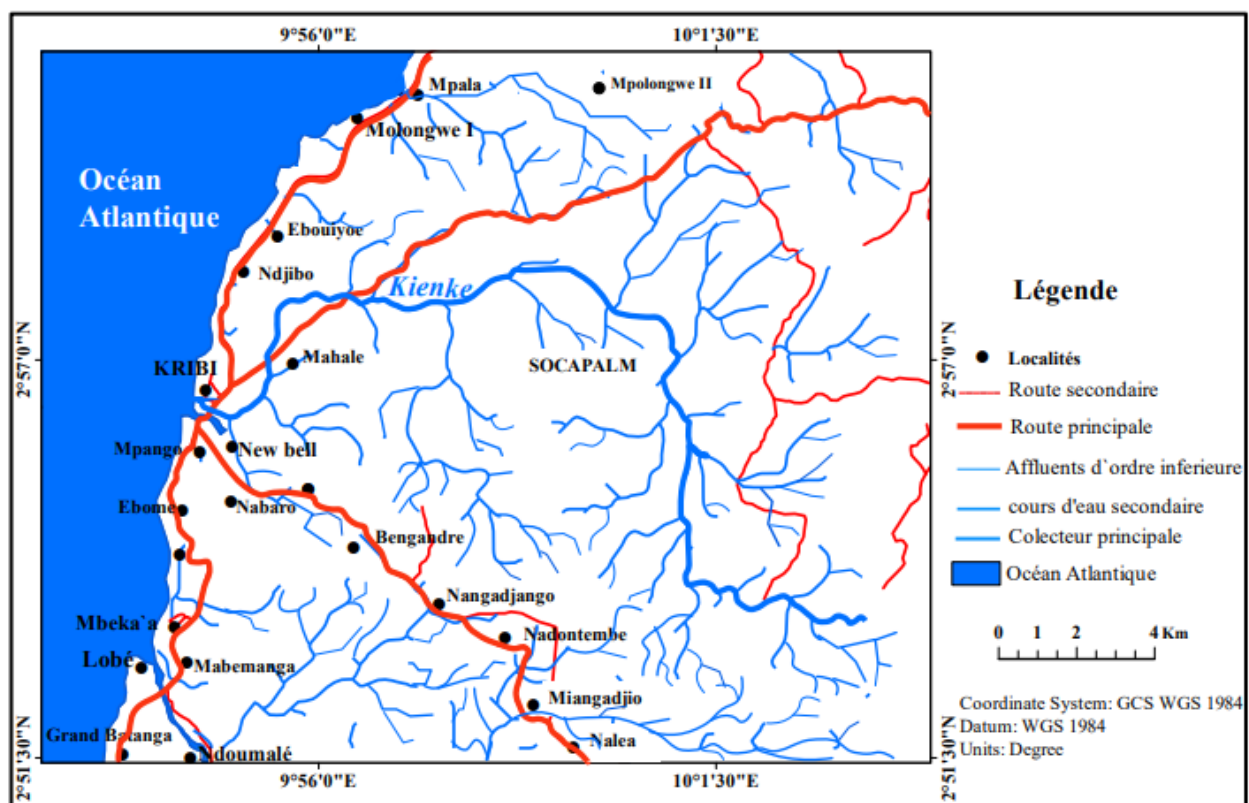 9°56'0"E
10°1'30"E
Mpala
Mpolongwe II
Molongwe I
Océan
Atlantique
Ebouiyoe
Ndjibo
Kienke
2°57'0"N
2°57'0"N
Mahale
SOCAPALM
KRIBI
Mpango
New bell
Ebome
Nabaro
Bengandre
Nangadjango
Mbeka`a
Nadontembe
Lobé
Mabemanga
Miangadjio
Grand Batanga
Ndoumalé
Nalea
2°51'30"N
2°51'30"N
9°56'0"E
10°1'30"E
Légende
Localités
Route secondaire
Route principale
Affluents d`ordre inferieure
cours d'eau secondaire
Colecteur principale
Océan Atlantique
0 1 2 4 Km
Coordinate System: GCS WGS 1984
Datum: WGS 1984
Units: Degree